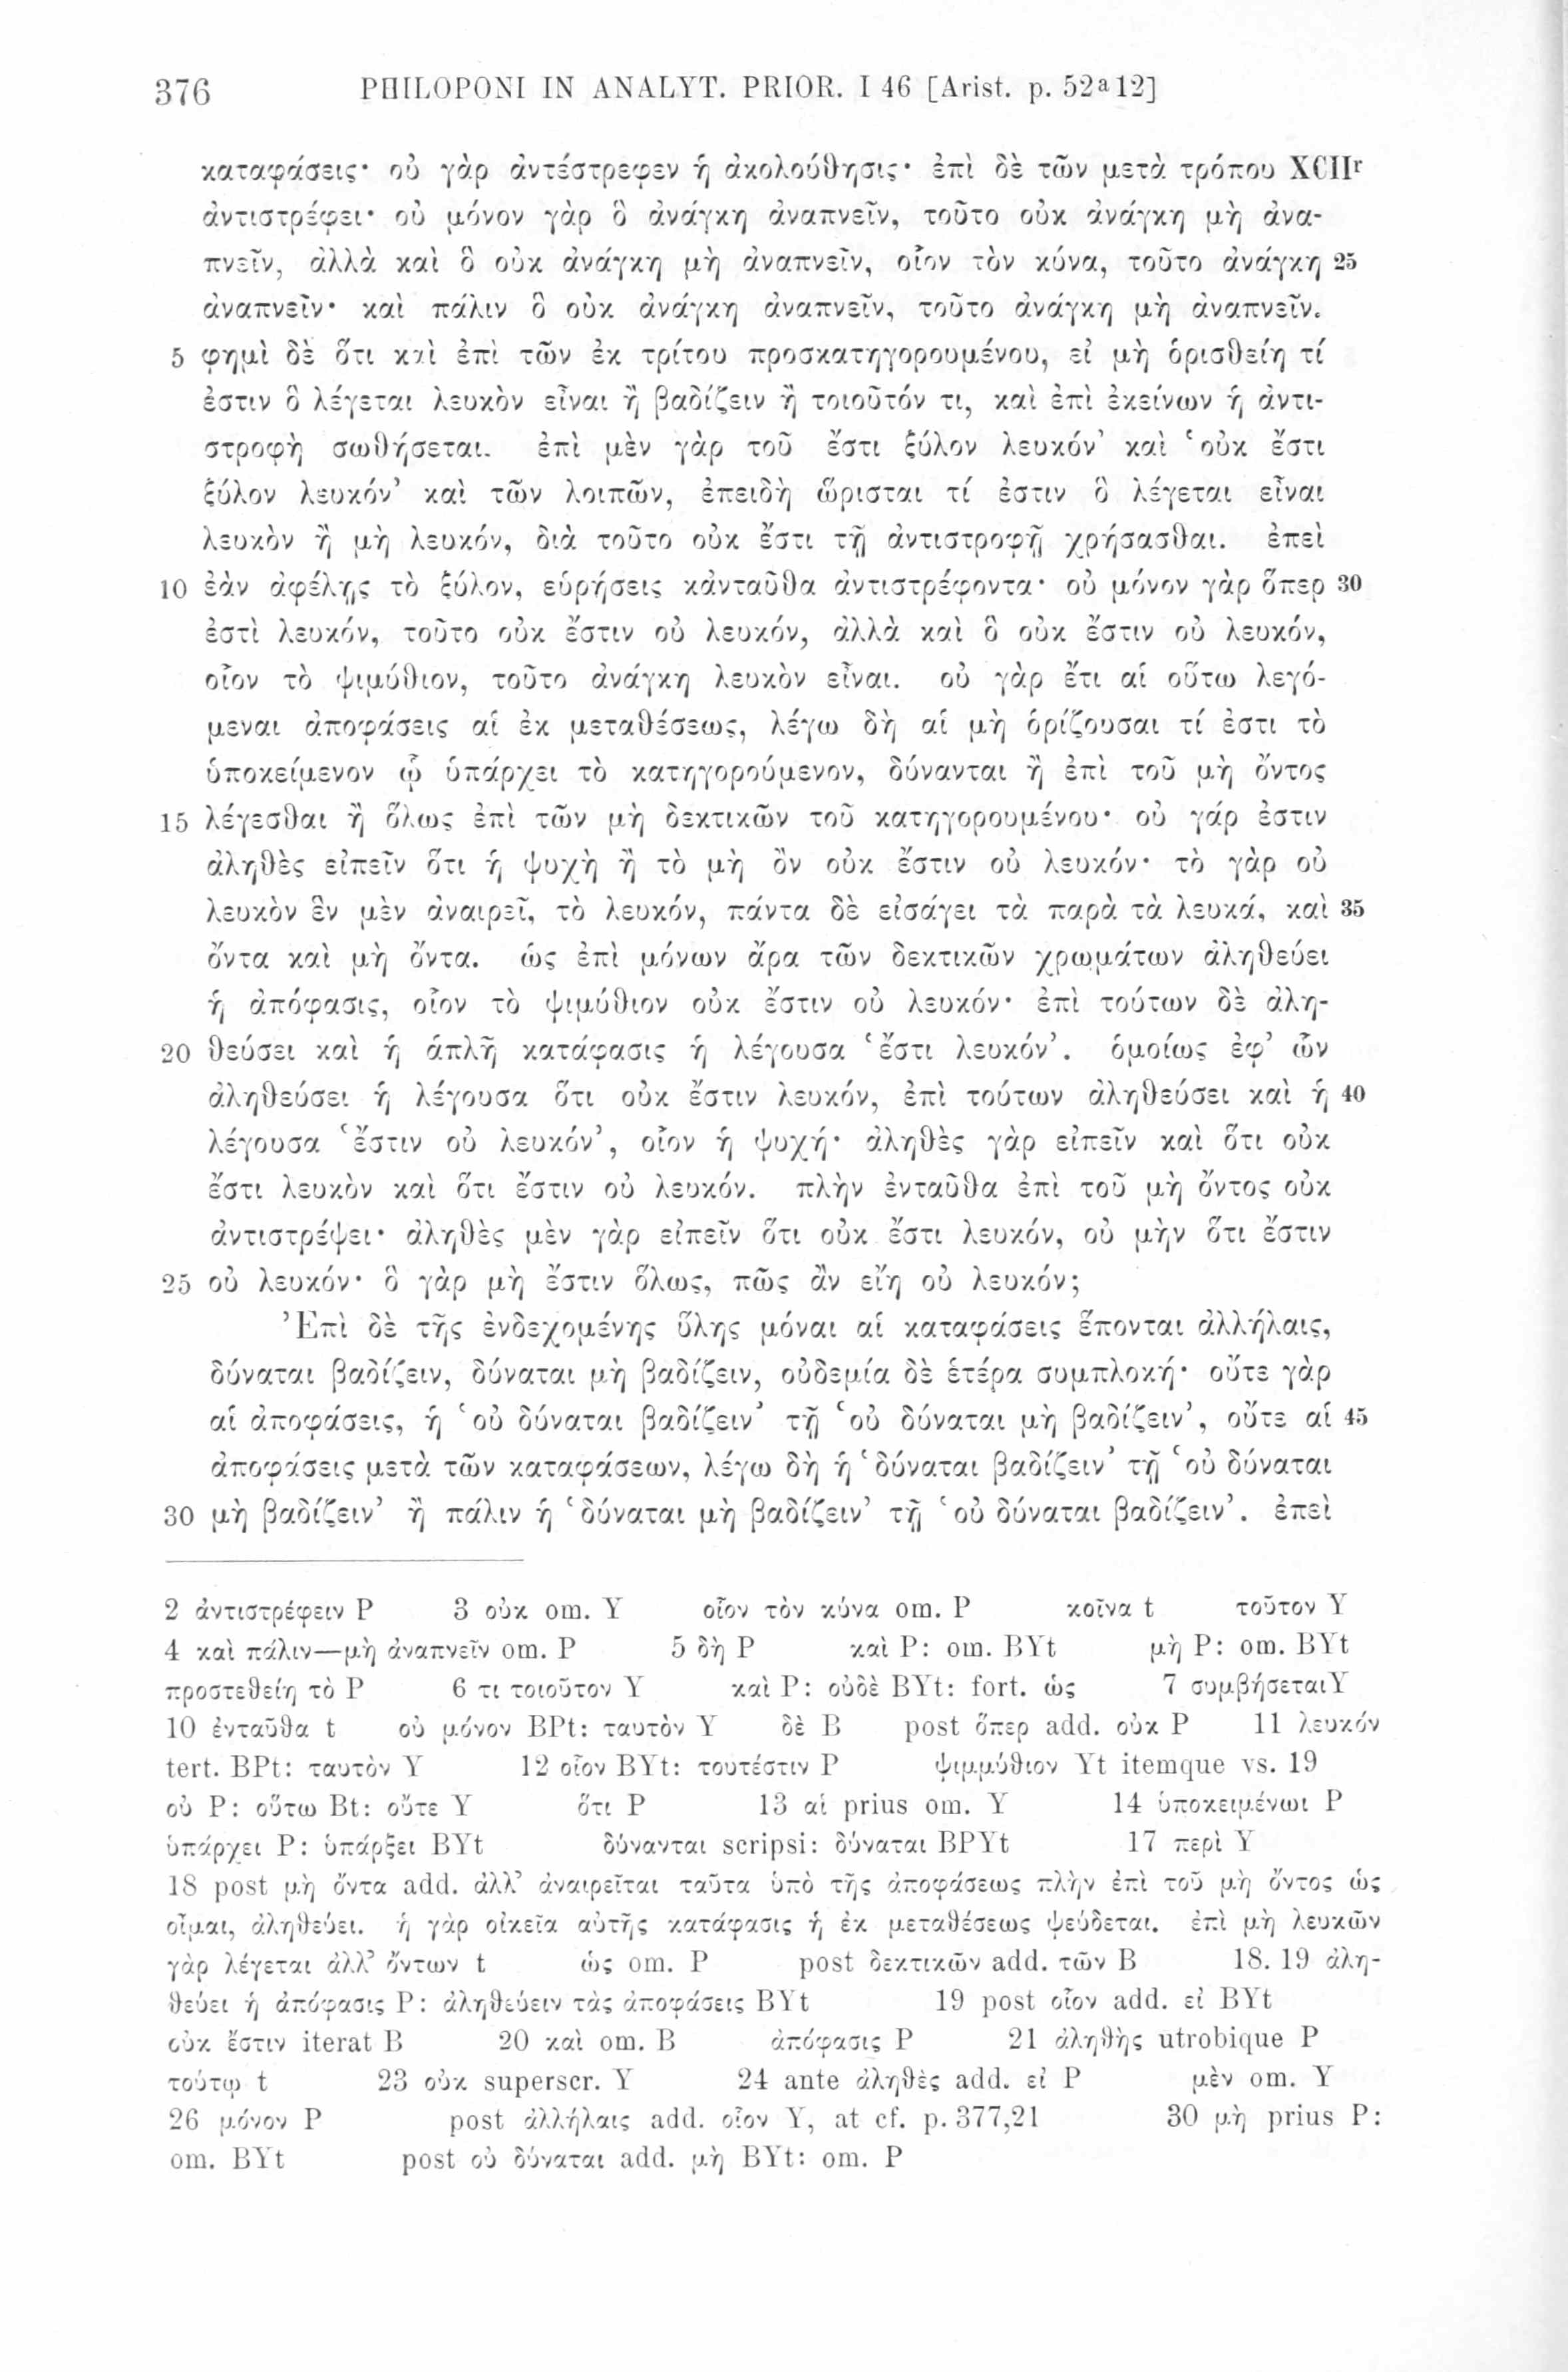 376 PHILOPONI IN ANALYT. PRIOR. I 46 [Arist. p. 52a12]
καταφάσεις· οὐ γὰρ ἀντέστρεφεν ἡ ἀκολούθησις· ἐπὶ δὲ τῶν μετὰ τρόπου XCIIr
ἀντιστρέφει· οὐ μόνον γὰρ ὃ ἀνάγκη ἀναπνεῖν, τοῦτο οὐκ ἀνάγκη μὴ ἀνα-
πνεῖν, ἀλλὰ καὶ ὃ οὐκ ἀνάγκη μὴ ἀναπνεῖν, οἷον τὸν κύνα, τοῦτο ἀνάγκη 25
ἀναπνεῖν· καὶ πάλιν ὃ οὐκ ἀνάγκη ἀναπνεῖν, τοῦτο ἀνάγκη μὴ ἀναπνεῖν.
5 φημὶ δὲ ὅτι καὶ ἐπὶ τῶν ἐκ τρίτου προσκατηγορουμένου, εἰ μὴ ὁρισθείη τί
ἐστιν ὃ λέγεται λευκὸν εἶναι ἢ βαδίζειν ἢ τοιοῦτόν τι, καὶ ἐπὶ ἐκείνων ἡ ἀντι-
στροφὴ σωθήσεται. ἐπὶ μὲν γὰρ τοῦ ἔστι ξύλον λευκόν’ καὶ ‘οὐκ ἔστι
ξύλον λευκόν’ καὶ τῶν λοιπῶν, ἐπειδὴ ὥρισται τί ἐστιν ὃ λέγεται εἶναι
λευκὸν ἢ μὴ λευκόν, διὰ τοῦτο οὐκ ἔστι τῇ ἀντιστροφῇ χρήσασθαι. ἐπεὶ
10 ἐὰν ἀφέλῃς τὸ ξύλον, εὑρήσεις κἀνταῦθα ἀντιστρέφοντα· οὐ μόνον γὰρ ὅπερ 30
ἐστὶ λευκόν, τοῦτο οὐκ ἔστιν οὐ λευκόν, ἀλλὰ καὶ ὃ οὐκ ἔστιν οὐ λευκόν,
οἷον τὸ ψιμύθιον, τοῦτο ἀνάγκη λευκὸν εἶναι. οὐ γὰρ ἔτι αἱ οὕτω λεγό-
μεναι ἀποφάσεις αἱ ἐκ μεταθέσεως, λέγω δὴ αἱ μὴ ὁρίζουσαι τί ἐστι τὸ
ὑποκείμενον ᾧ ὑπάρχει τὸ κατηγορούμενον, δύνανται ἢ ἐπὶ τοῦ μὴ ὄντος
15 λέγεσθαι ἢ ὅλως ἐπὶ τῶν μὴ δεκτικῶν τοῦ κατηγορουμένου· οὐ γάρ ἐστιν
ἀληθὲς εἰπεῖν ὅτι ἡ ψυχὴ ἢ τὸ μὴ ὂν οὐκ ἔστιν οὐ λευκόν· τὸ γὰρ οὐ
λευκὸν ἓν μὲν ἀναιρεῖ, τὸ λευκόν, πάντα δὲ εἰσάγει τὰ παρὰ τὰ λευκά, καὶ 35
ὄντα καὶ μὴ ὄντα. ὡς ἐπὶ μόνων ἄρα τῶν δεκτικῶν χρωμάτων ἀληθεύει
ἡ ἀπόφασις, οἷον τὸ ψιμύθιον οὐκ ἔστιν οὐ λευκόν· ἐπὶ τούτων δὲ ἀλη-
20 θεύσει καὶ ἡ ἁπλῆ κατάφασις ἡ λέγουσα ‘ἔστι λευκόν’. ὁμοίως ἐφ’ ὧν
ἀληθεύσει ἡ λέγουσα ὅτι οὐκ ἔστιν λευκόν, ἐπὶ τούτων ἀληθεύσει καὶ ἡ 40
λέγουσα ‘ἔστιν οὐ λευκόν’, οἷον ἡ ψυχή· ἀληθὲς γὰρ εἰπεῖν καὶ ὅτι οὐκ
ἔστι λευκὸν καὶ ὅτι ἔστιν οὐ λευκόν. πλὴν ἐνταῦθα ἐπὶ τοῦ μὴ ὄντος οὐκ
ἀντιστρέψει· ἀληθὲς μὲν γὰρ εἰπεῖν ὅτι οὐκ ἔστι λευκόν, οὐ μὴν ὅτι ἔστιν
25 οὐ λευκόν· ὃ γὰρ μὴ ἔστιν ὅλως, πῶς ἂν εἴη οὐ λευκόν;
Ἐπὶ δὲ τῆς ἐνδεχομένης ὕλης μόναι αἱ καταφάσεις ἕπονται ἀλλήλαις,
δύναται βαδίζειν, δύναται μὴ βαδίζειν, οὐδεμία δὲ ἑτέρα συμπλοκή· οὔτε γὰρ
αἱ ἀποφάσεις, ἡ ‘οὐ δύναται βαδίζειν’ τῇ ‘οὐ δύναται μὴ βαδίζειν’, οὔτε αἱ 45
ἀποφάσεις μετὰ τῶν καταφάσεων, λέγω δὴ ἡ ‘δύναται βαδίζειν’ τῇ ‘οὐ δύναται
30 μὴ βαδίζειν’ ἢ πάλιν ἡ ‘δύναται μὴ βαδίζειν’ τῇ ‘οὐ δύναται βαδίζειν’. ἐπεὶ
2 ἀντιστρέφειν P 3 οὐκ om. Y οἷον τὸν κύνα om. P κοῖνα t τοῦτον Y
4 καὶ πάλιν—μὴ ἀναπνεῖν om. P 5 δὴ P καὶ P: om. BYt μὴ P: om. BYt
προστεθείη τὸ P 6 τι τοιοῦτον Y καὶ P: οὐδὲ BYt: fort. ὡς 7 συμβήσεται Y
10 ἐνταῦθα t οὐ μόνον BPt: ταυτὸν Y δὲ B post ὅπερ add. οὐκ P 11 λευκόν
tert. BPt: ταυτὸν Y 12 οἷον BYt: τουτέστιν P ψιμμύθιον Yt itemque vs. 19
οὐ P: οὕτω Bt: οὔτε Y ὅτι P 13 αἱ prius om. Y 14 ὑποκειμένωι P
ὑπάρχει P: ὑπάρξει BYt δύνανται scripsi: δύναται BPYt 17 περὶ Y
18 post μὴ ὄντα add. ἀλλ’ ἀναιρεῖται ταῦτα ὑπὸ τῆς ἀποφάσεως πλὴν ἐπὶ τοῦ μὴ ὄντος ὡς
οἶμαι, ἀληθεύει. ἡ γὰρ οἰκεῖα αὐτῆς κατάφασις ἡ ἐκ μεταθέσεως ψεύδεται. ἐπὶ μὴ λευκῶν
γὰρ λέγεται ἀλλ’ ὄντων t ὡς om. P post δεκτικῶν add. τῶν B 18. 19 ἀλη-
θεύει ἡ ἀπόφασις P: ἀληθεύειν τὰς ἀποφάσεις BYt 19 post οἷον add. εἰ BYt
οὐκ ἔστιν iterat B 20 καὶ om. B ἀπόφασις P 21 ἀληθὴς utrobique P
τούτῳ t 23 οὐκ superscr. Y 24 ante ἀληθὲς add. εἰ P μὲν om. Y
26 μόνον P post ἀλλήλαις add. οἷον Y, at cf. p. 377,21 30 μὴ prius P:
om. BYt post οὐ δύναται add. μὴ BYt: om. P